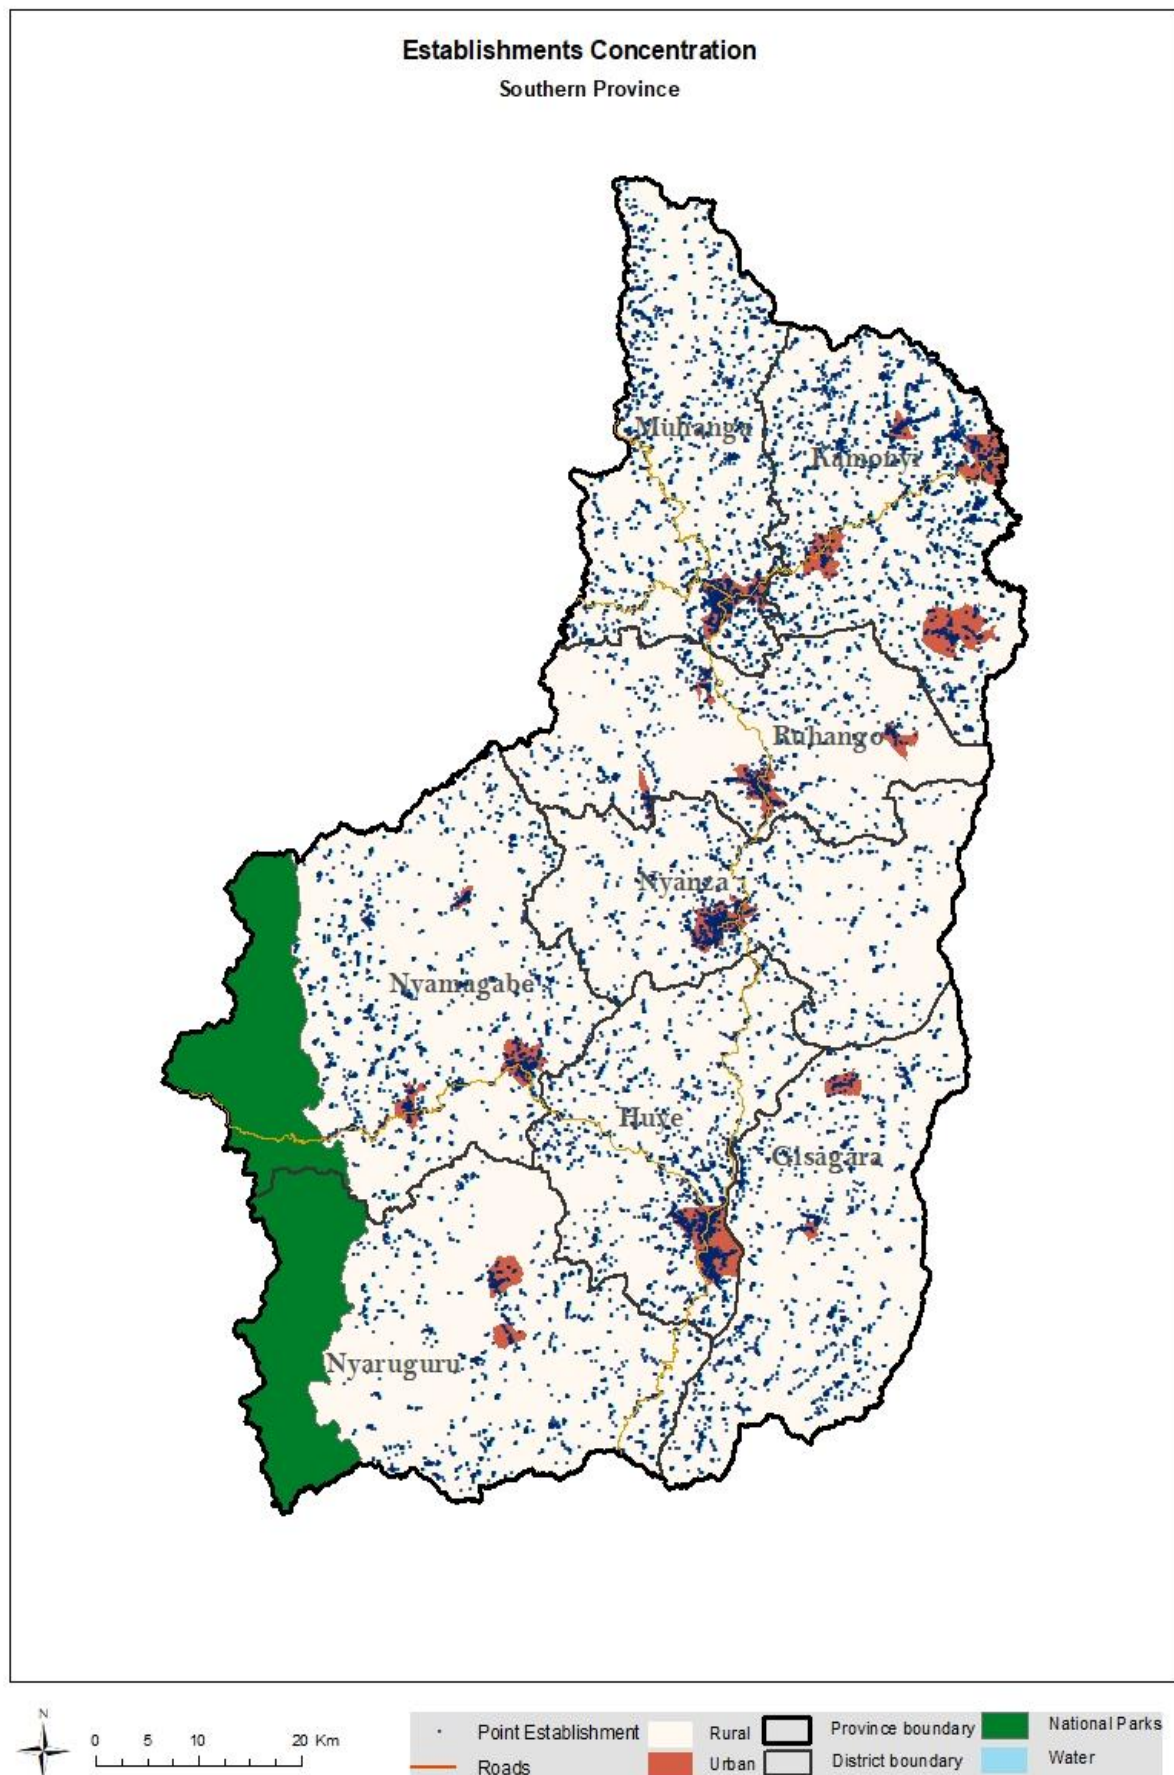 Establishments Concentration
Southern Province
Muhanga
Kamonyi
Ruhango
Nyanza
Nyamagabe
Huye
Gisagara
Nyaruguru
N
0 5 10 20 Km
Point Establishment
Rural
Province boundary
National Parks
Roads
Urban
District boundary
Water